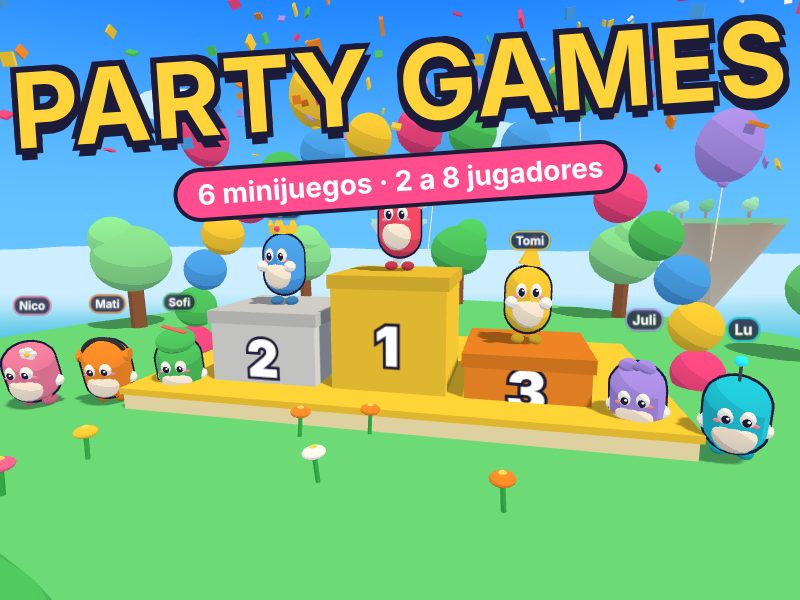 PARTY GAMES
6 minijuegos · 2 a 8 jugadores
Tomi
Nico
Mati
Sofi
Juli
Lu
2
1
3